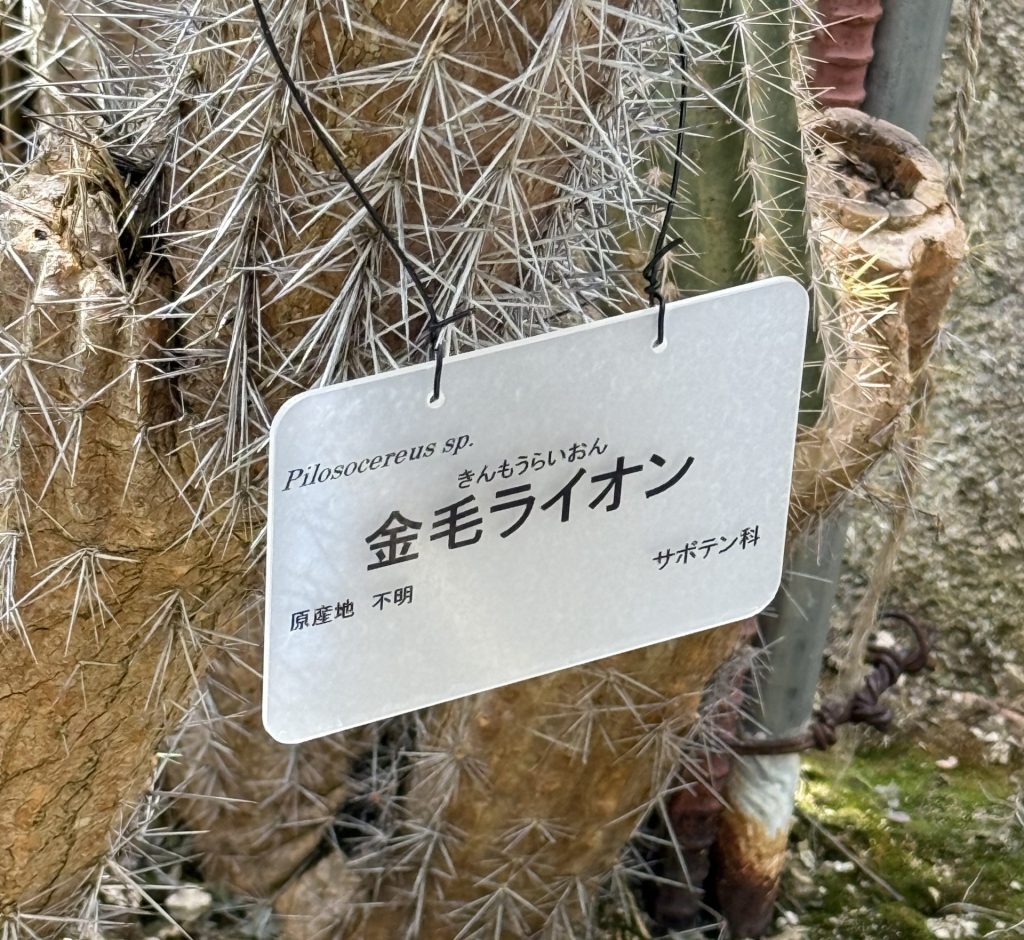 Pilosocereus sp.
きんもうらいおん
金毛ライオン
サボテン科
原産地 不明